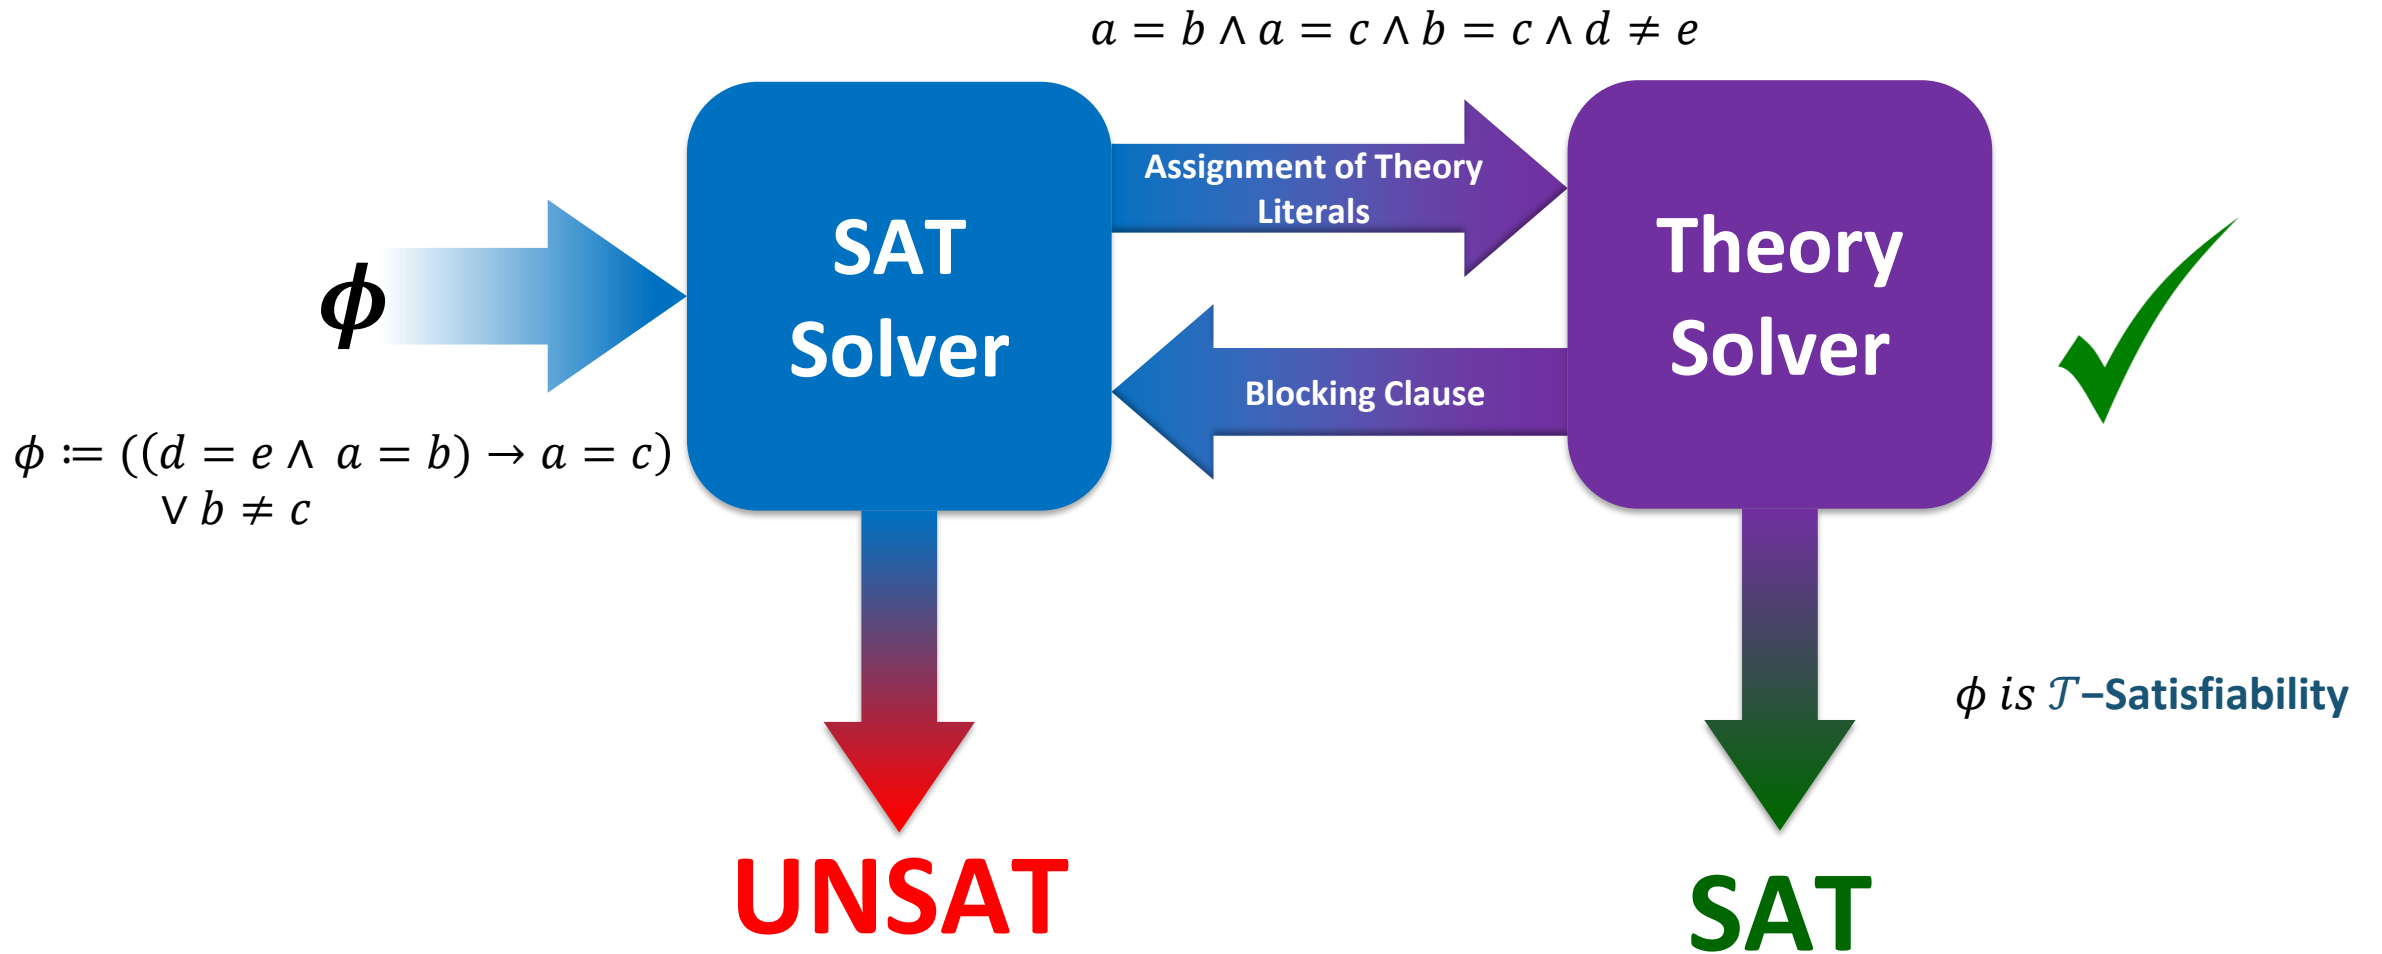 a = b ∧ a = c ∧ b = c ∧ d ≠ e
Assignment of Theory
Literals
SAT
Solver
Theory
Solver
ϕ
Blocking Clause
ϕ ≔ ((d = e ∧ a = b) → a = c)
∨ b ≠ c
ϕ is 𝒯−Satisfiability
UNSAT
SAT